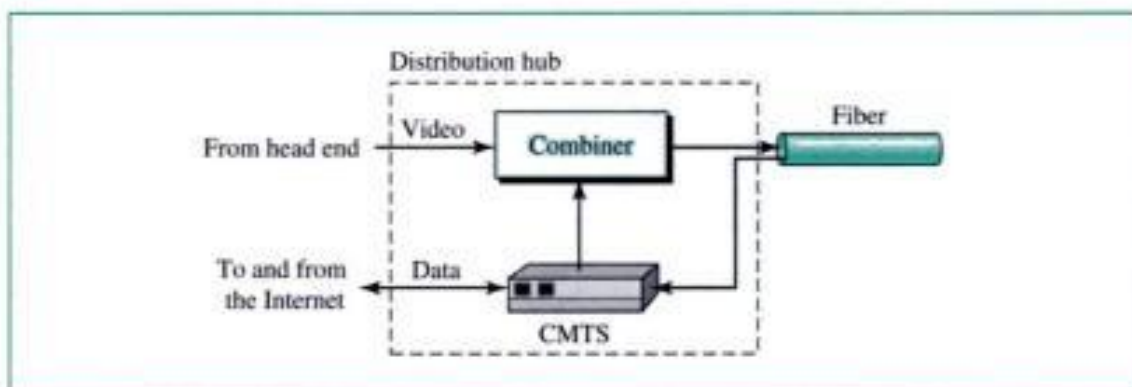 Distribution hub
From head end
Video
Combiner
Fiber
To and from
the Internet
Data
CMTS